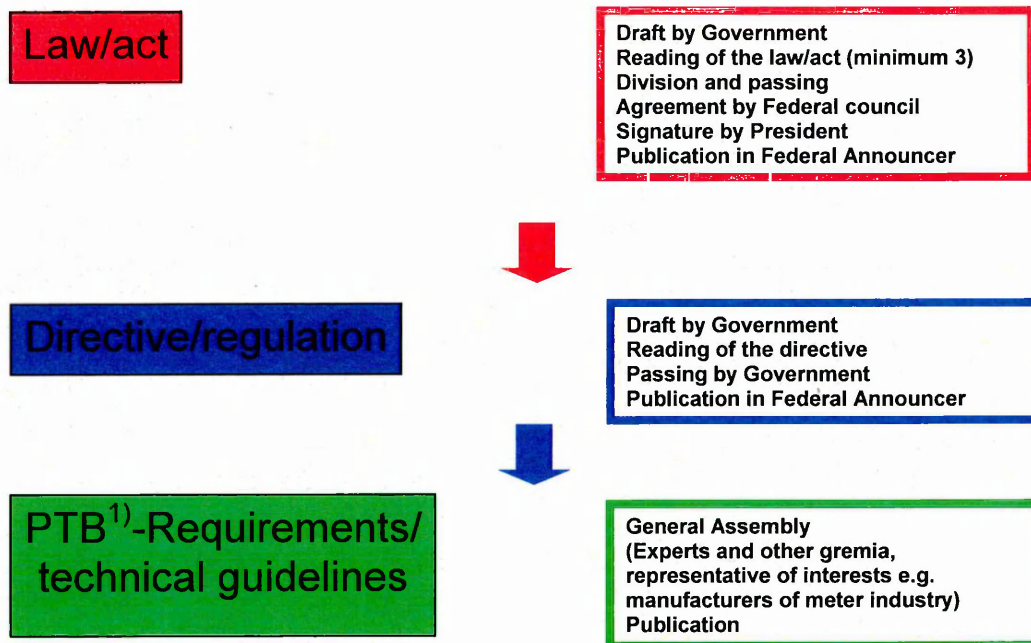 Law/act
Draft by Government
Reading of the law/act (minimum 3)
Division and passing
Agreement by Federal council
Signature by President
Publication in Federal Announcer
Directive/regulation
Draft by Government
Reading of the directive
Passing by Government
Publication in Federal Announcer
PTB1)-Requirements/
technical guidelines
General Assembly
(Experts and other gremia,
representative of interests e.g.
manufacturers of meter industry)
Publication